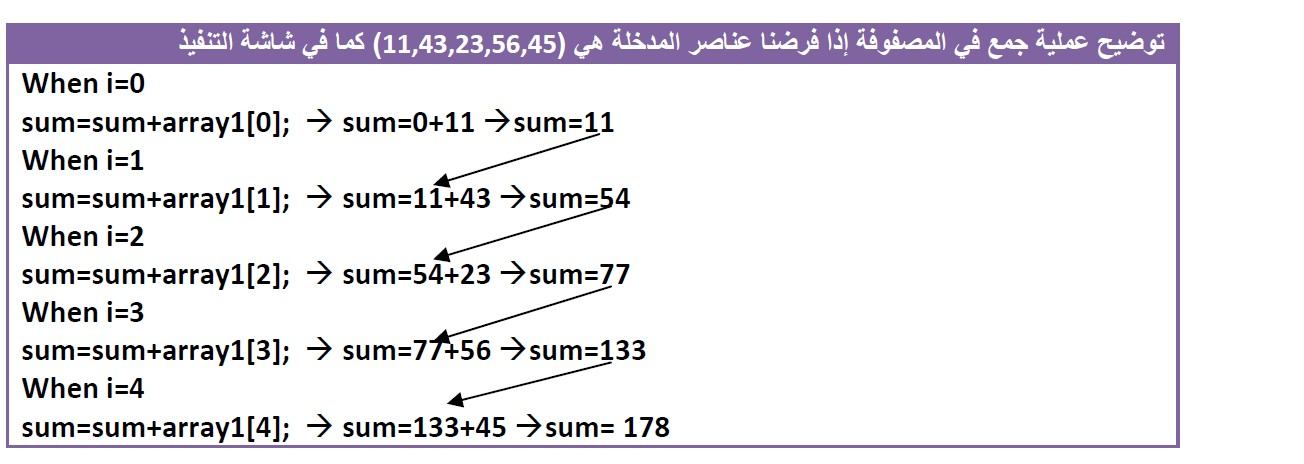 توضيح عملية جمع في المصفوفة إذا فرضنا عناصر المدخلة هي (11,43,23,56,45) كما في شاشة التنفيذ
When i=0
sum=sum+array1[0]; → sum=0+11 →sum=11
When i=1
sum=sum+array1[1]; → sum=11+43 →sum=54
When i=2
sum=sum+array1[2]; → sum=54+23 →sum=77
When i=3
sum=sum+array1[3]; → sum=77+56 →sum=133
When i=4
sum=sum+array1[4]; → sum=133+45 →sum= 178